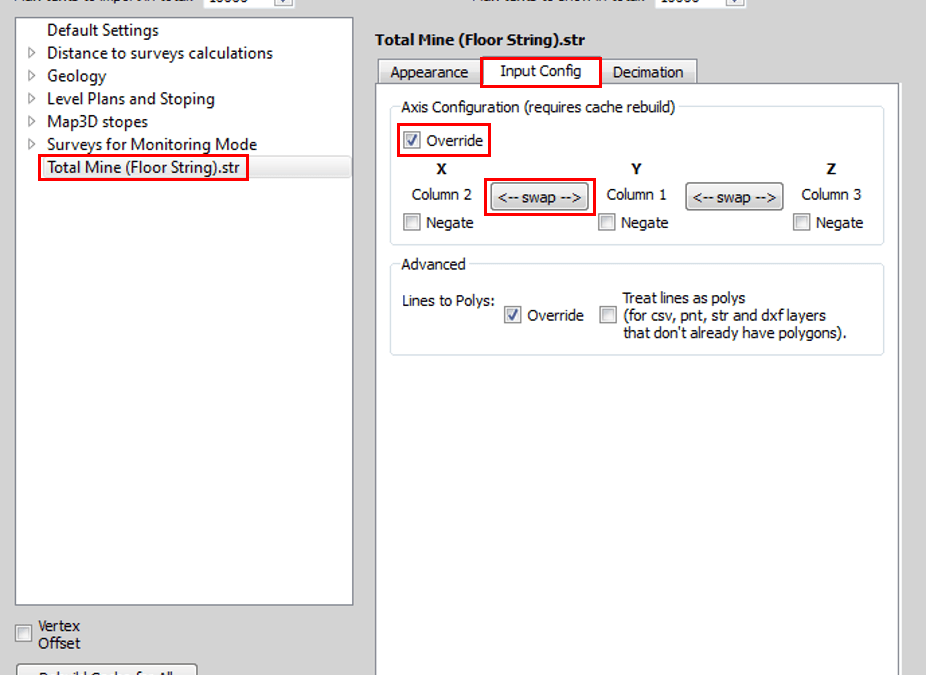 Default Settings
Distance to surveys calculations
Geology
Level Plans and Stoping
Map3D stopes
Surveys for Monitoring Mode
Total Mine (Floor String).str
Vertex
Offset
Total Mine (Floor String).str
Appearance Input Config Decimation
Axis Configuration (requires cache rebuild)
Override
X Y Z
Column 2 <-- swap --> Column 1 <-- swap --> Column 3
Negate Negate Negate
Advanced
Lines to Polys: Override
Treat lines as polys
(for csv, pnt, str and dxf layers
that don't already have polygons).